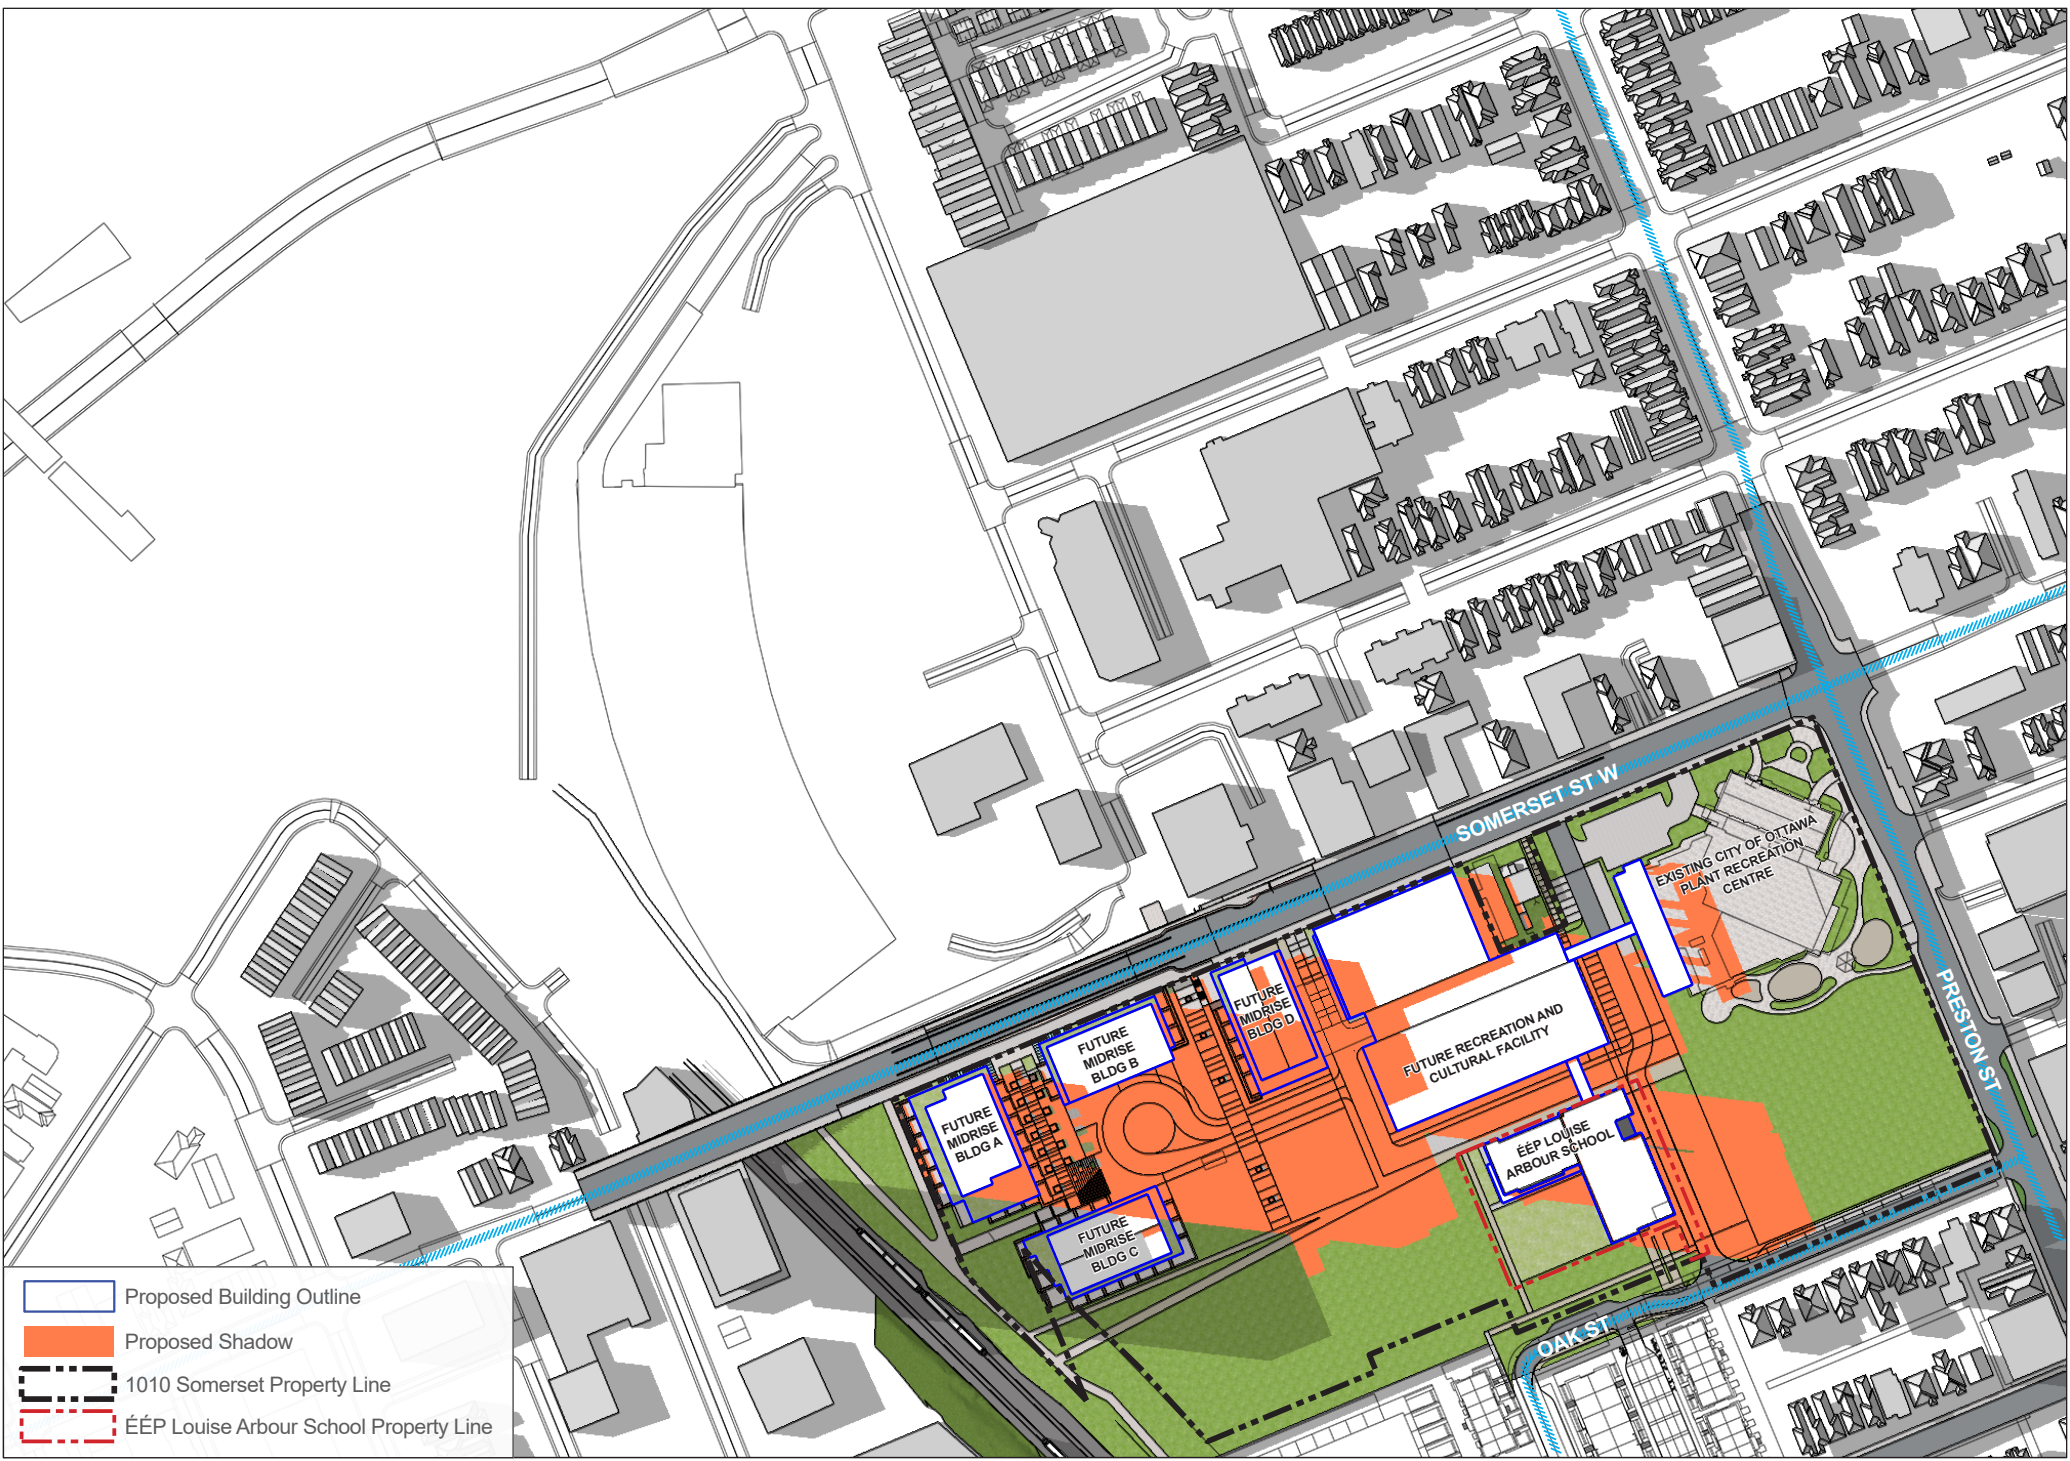 SOMERSET ST W
EXISTING CITY OF OTTAWA
PLANT RECREATION
CENTRE
PRESTON ST
FUTURE
MIDRISE
BLDG D
FUTURE RECREATION AND
CULTURAL FACILITY
FUTURE
MIDRISE
BLDG B
FUTURE
MIDRISE
BLDG A
ÉÉP LOUISE
ARBOUR SCHOOL
FUTURE
MIDRISE
BLDG C
OAK ST
Proposed Building Outline
Proposed Shadow
1010 Somerset Property Line
ÉÉP Louise Arbour School Property Line